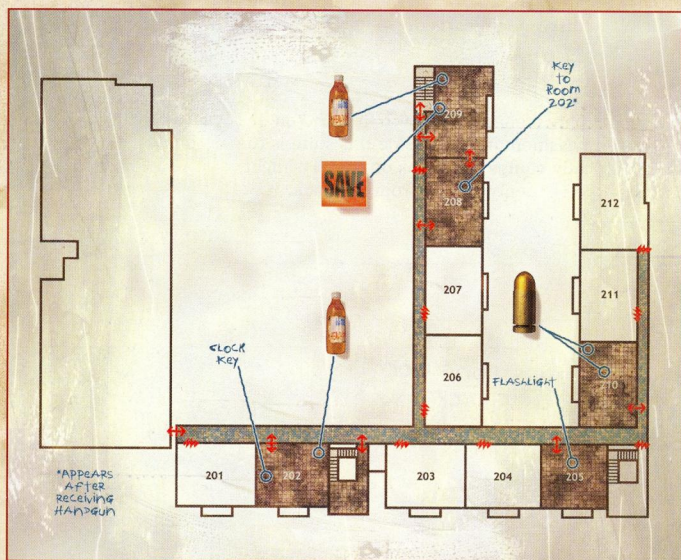 Key
to
Room
202*
209
SAVE
208
212
207
211
CLOCK
KEY
206
210
FLASHLIGHT
*APPEARS
AFTER
RECEIVING
HANDGUN
201
202
203
204
205